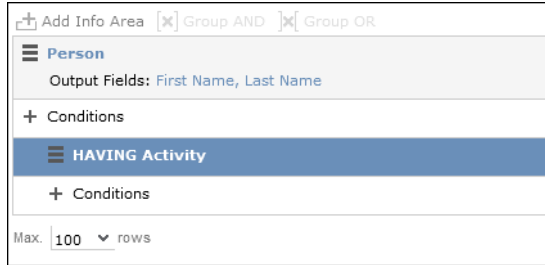 Add Info Area Group AND Group OR
Person
Output Fields: First Name, Last Name
Conditions
HAVING Activity
Conditions
Max. 100 rows